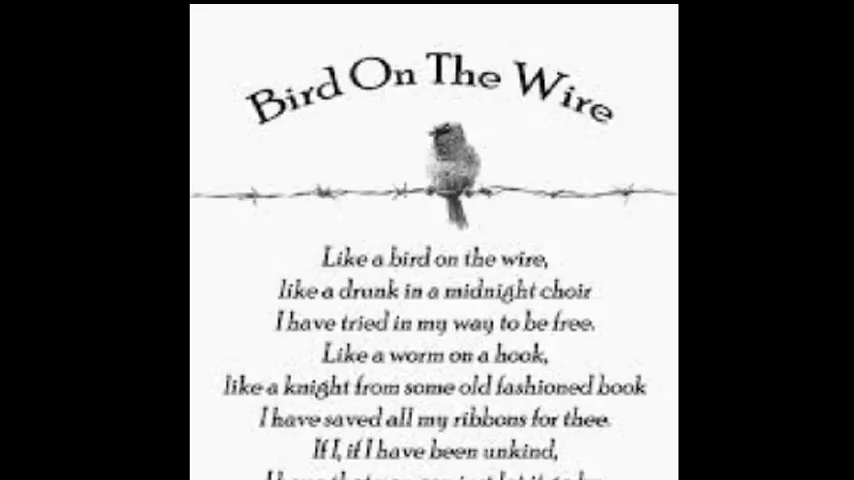 Bird On The Wire
Like a bird on the wire,
like a drunk in a midnight choir
I have tried in my way to be free.
Like a worm on a hook,
like a knight from some old fashioned book
I have saved all my ribbons for thee.
If I, if I have been unkind,